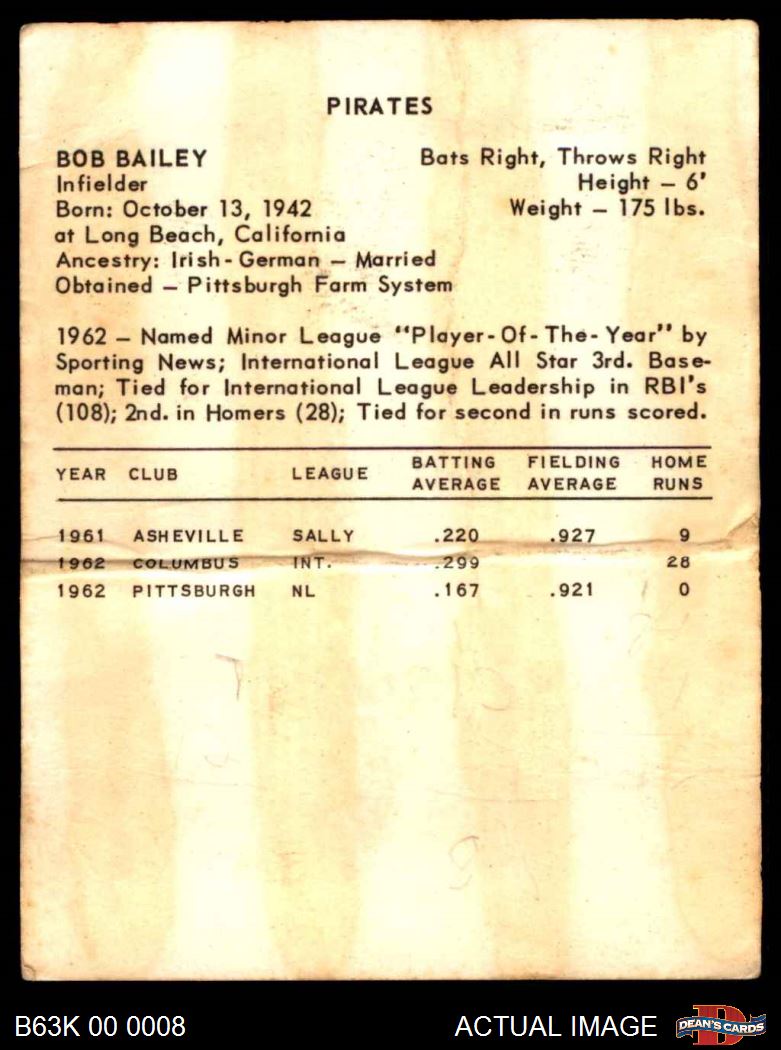 PIRATES
BOB BAILEY Bats Right, Throws Right
Infielder Height – 6'
Born: October 13, 1942 Weight – 175 lbs.
at Long Beach, California
Ancestry: Irish-German – Married
Obtained – Pittsburgh Farm System
1962 – Named Minor League "Player-Of-The-Year" by
Sporting News; International League All Star 3rd. Base-
man; Tied for International League Leadership in RBI's
(108); 2nd. in Homers (28); Tied for second in runs scored.
YEAR CLUB LEAGUE BATTING AVERAGE FIELDING AVERAGE HOME RUNS
1961 ASHEVILLE SALLY .220 .927 9
1962 COLUMBUS INT. .299 28
1962 PITTSBURGH NL .167 .921 0
B63K 00 0008 ACTUAL IMAGE DEAN'S CARDS